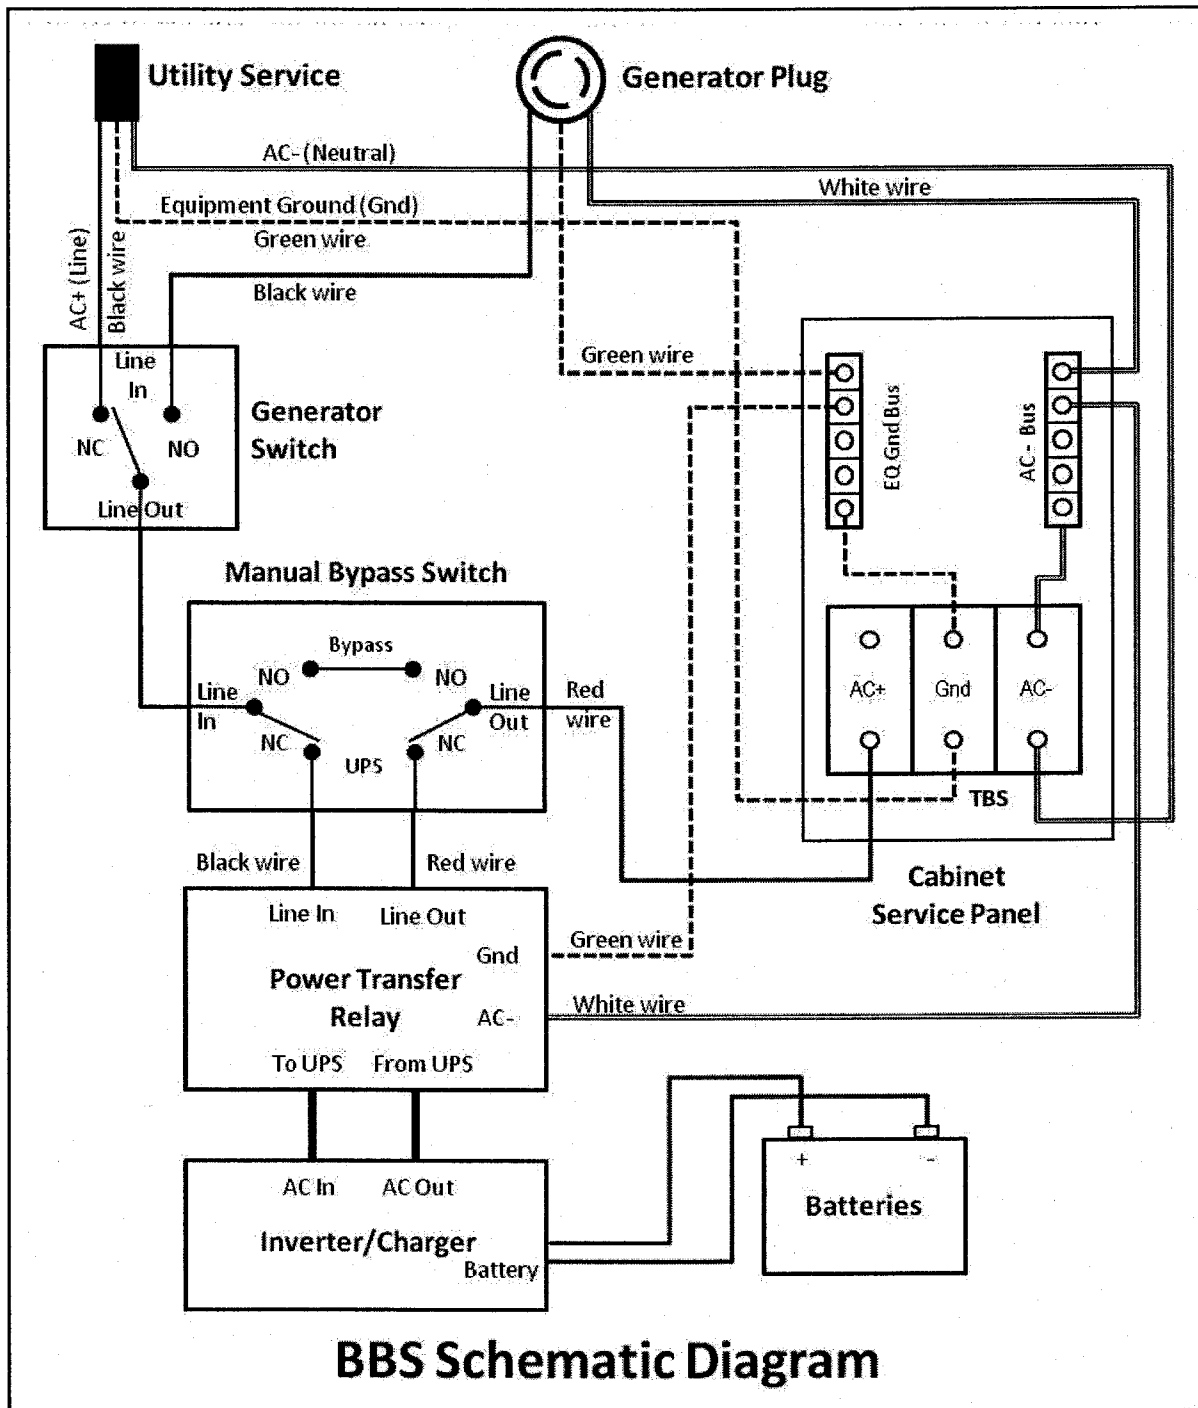 Utility Service
Generator Plug
AC- (Neutral)
White wire
Equipment Ground (Gnd)
Green wire
AC+ (Line)
Black wire
Black wire
Green wire
Line
In
NC
NO
Line Out
Generator
Switch
EQ Gnd Bus
AC- Bus
Manual Bypass Switch
Bypass
NO
NO
Line
In
Line
Out
NC
NC
UPS
Red
wire
AC+
Gnd
AC-
TBS
Cabinet
Service Panel
Black wire
Red wire
Line In
Line Out
Gnd
Green wire
Power Transfer
Relay
AC-
White wire
To UPS
From UPS
AC In
AC Out
Inverter/Charger
Battery
+
-
Batteries
BBS Schematic Diagram